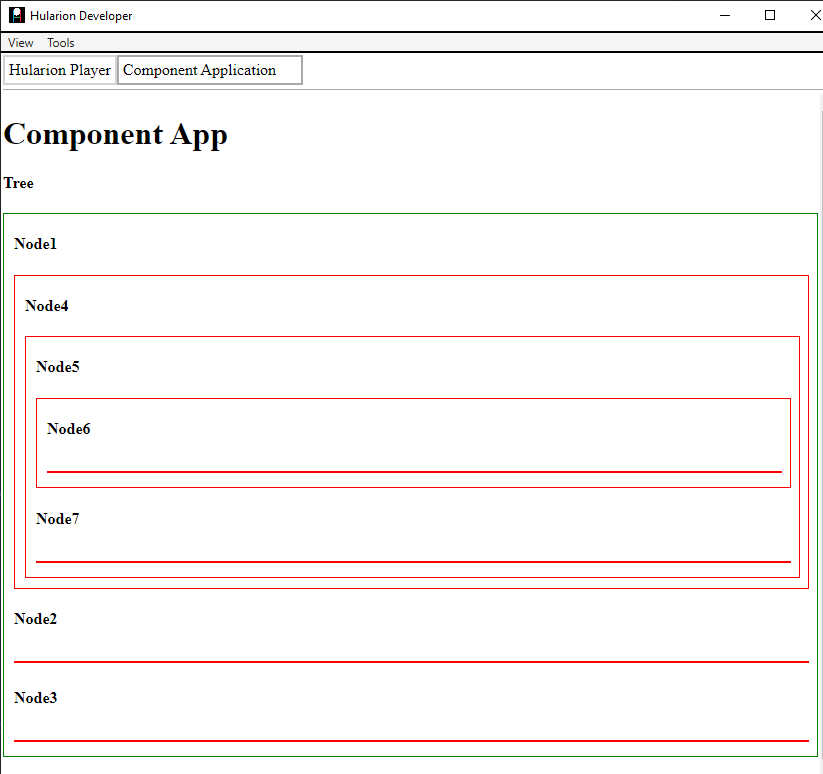 Hularion Developer
View Tools
Hularion Player Component Application
Component App
Tree
Node1
Node4
Node5
Node6
Node7
Node2
Node3